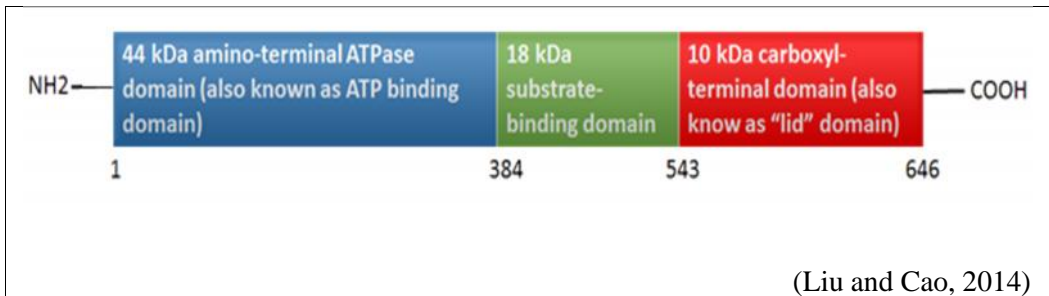 44 kDa amino-terminal ATPase
domain (also known as ATP binding
domain)
18 kDa
substrate-
binding domain
10 kDa carboxyl-
terminal domain (also
know as “lid” domain)
NH2
COOH
1
384
543
646
(Liu and Cao, 2014)